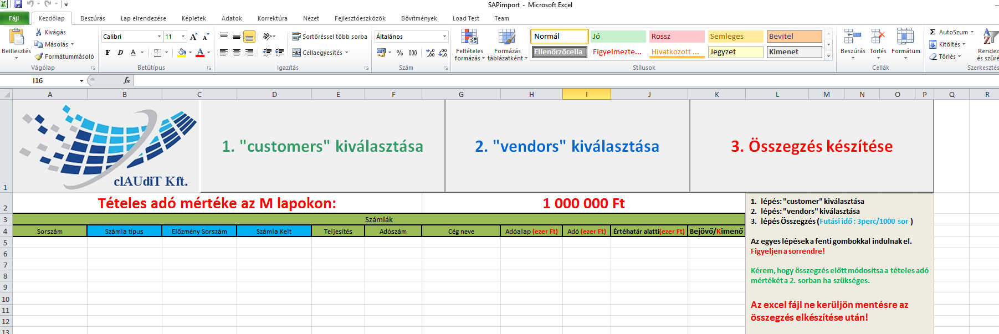 SAPimport - Microsoft Excel
Fájl Kezdőlap Beszúrás Lap elrendezése Képletek Adatok Korrektúra Nézet Fejlesztőeszközök Bővítmények Load Test Team
Beillesztés
Kivágás
Másolás
Formátummásoló
Vágólap
Calibri 11
F D A
Betűtípus
Sortöréssel több sorba
Cellaegyesítés
Igazítás
Általános
% 000
Szám
Feltételes formázás
Formázás táblázatként
Normál Jó Rossz Semleges Bevitel
Ellenőrzőcella Figyelmezte... Hivatkozott ... Jegyzet Kimenet
Stílusok
Beszúrás Törlés Formátum
Cellák
Σ AutoSzum
Kitöltés
Törlés
Rendez
és szűré
Szerkeszté
I16 fx
A B C D E F G H I J K L M N O P Q R
1
clAUdiT Kft.
1. "customers" kiválasztása
2. "vendors" kiválasztása
3. Összegzés készítése
2 Tételes adó mértéke az M lapokon: 1 000 000 Ft
3 Számlák
4 Sorszám Számla típus Előzmény Sorszám Számla Kelt Teljesítés Adószám Cég neve Adóalap (ezer Ft) Adó (ezer Ft) Értéhatár alatti(ezer Ft) Bejövő/Kimenő
5
6
7
8
9
10
11
12
13
1. lépés: "customer" kiválasztása
2. lépés: "vendors" kiválasztása
3. lépés Összegzés (Futási idő : 3perc/1000 sor )
Az egyes lépések a fenti gombokkal indulnak el.
Figyeljen a sorrendre!
Kérem, hogy összegzés előtt módosítsa a tételes adó
mértékét a 2. sorban ha szükséges.
Az excel fájl ne kerüljön mentésre az
összegzés elkészítése után!